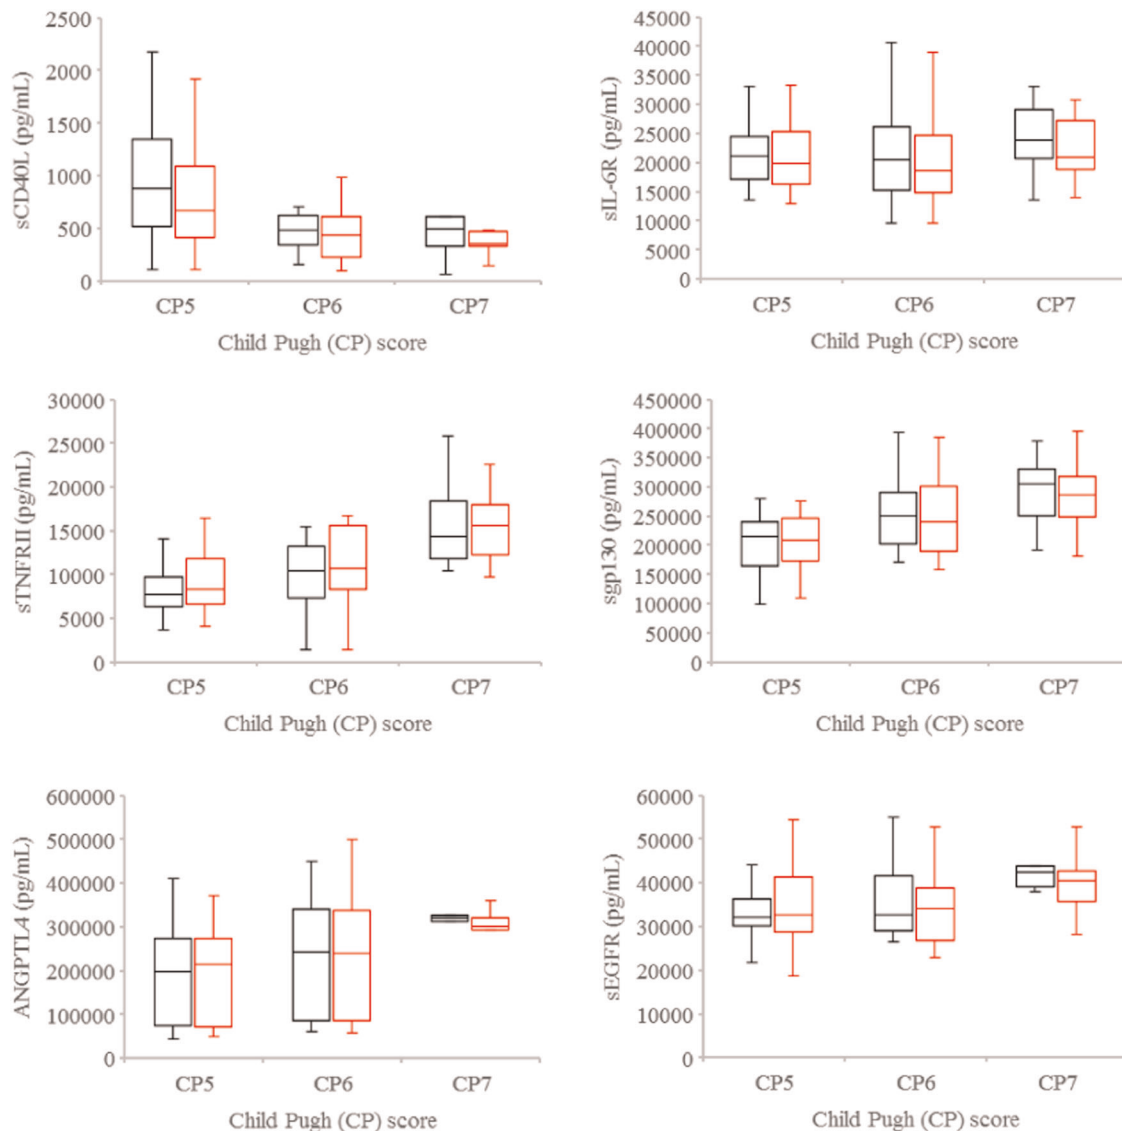 sCD40L (pg/mL)
2500
2000
1500
1000
500
0
CP5 CP6 CP7
Child Pugh (CP) score
sIL-6R (pg/mL)
45000
40000
35000
30000
25000
20000
15000
10000
5000
0
CP5 CP6 CP7
Child Pugh (CP) score
sTNFRII (pg/mL)
30000
25000
20000
15000
10000
5000
0
CP5 CP6 CP7
Child Pugh (CP) score
sgp130 (pg/mL)
450000
400000
350000
300000
250000
200000
150000
100000
50000
0
CP5 CP6 CP7
Child Pugh (CP) score
ANGPTL4 (pg/mL)
600000
500000
400000
300000
200000
100000
0
CP5 CP6 CP7
Child Pugh (CP) score
sEGFR (pg/mL)
60000
50000
40000
30000
20000
10000
0
CP5 CP6 CP7
Child Pugh (CP) score